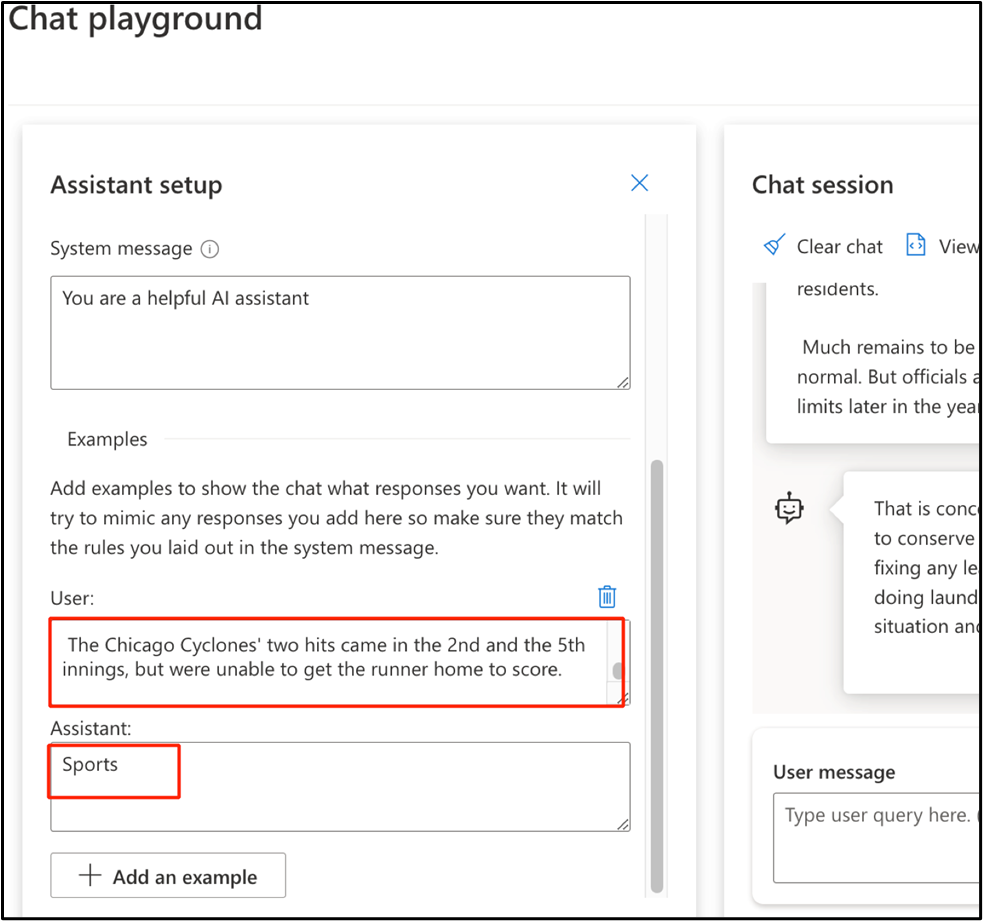 Chat playground
Assistant setup
System message
You are a helpful AI assistant
Examples
Add examples to show the chat what responses you want. It will
try to mimic any responses you add here so make sure they match
the rules you laid out in the system message.
User:
The Chicago Cyclones' two hits came in the 2nd and the 5th
innings, but were unable to get the runner home to score.
Assistant:
Sports
Add an example
Chat session
Clear chat
View
residents.
Much remains to be
normal. But officials
limits later in the
That is
to conserve
fixing any
doing
situation
User message
Type user query here.